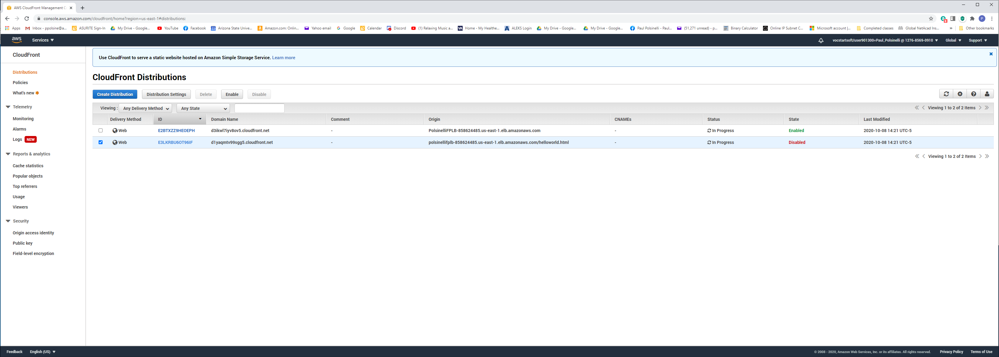 AWS CloudFront Management C
console.aws.amazon.com/cloudfront/home?region=us-east-1#distributions:
8
P
Apps Inbox - ppolsine@a... ASURITE Sign-In My Drive - Google... YouTube Facebook 22 Arizona State Unive... Amazon.com: Onlin... Yahoo email Google Calendar Discord (1) Relaxing Music a... VA Home - My Healthe... ALEKS Login My Drive - Google... My Drive - Google... Paul Polsinelli - Paul... (51,271 unread) - p... Binary Calculator Online IP Subnet C... Microsoft account |... Completed classes Global NetAcad Ins... » Other bookmarks
aws Services vocstartsoft/user901300=Paul_Polsinelli @ 1276-8569-0910 Global Support
CloudFront
Distributions
Policies
What's new
Telemetry
Monitoring
Alarms
Logs NEW
Reports & analytics
Cache statistics
Popular objects
Top referrers
Usage
Viewers
Security
Origin access identity
Public key
Field-level encryption
Use CloudFront to serve a static website hosted on Amazon Simple Storage Service. Learn more
CloudFront Distributions
Create Distribution Distribution Settings Delete Enable Disable
Viewing : Any Delivery Method Any State Viewing 1 to 2 of 2 Items
Delivery Method ID Domain Name Comment Origin CNAMEs Status State Last Modified
Web E2BTXZZ9HEOEPH d3ikwl7iyv8ov5.cloudfront.net - PolsinelliFPLB-858624485.us-east-1.elb.amazonaws.com - In Progress Enabled 2020-10-08 14:21 UTC-5
Web E3LKRBU6OT96IF d1yaqmtv99sgg5.cloudfront.net - polsinellifplb-858624485.us-east-1.elb.amazonaws.com/helloworld.html - In Progress Disabled 2020-10-08 14:21 UTC-5
Viewing 1 to 2 of 2 Items
Feedback English (US) © 2008 - 2020, Amazon Web Services, Inc. or its affiliates. All rights reserved. Privacy Policy Terms of Use